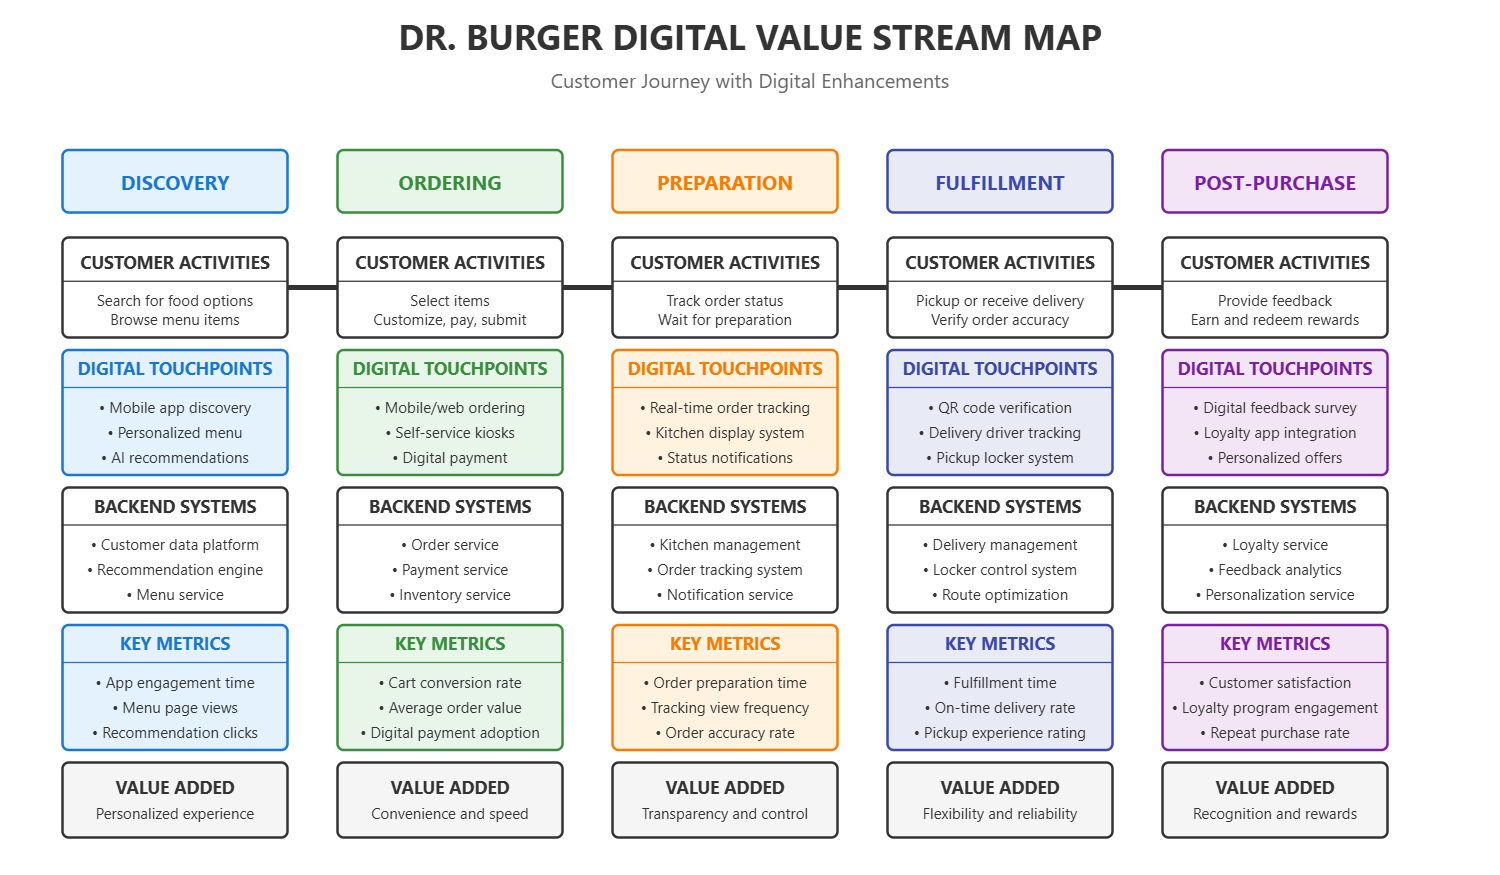 DR. BURGER DIGITAL VALUE STREAM MAP
Customer Journey with Digital Enhancements
DISCOVERY
CUSTOMER ACTIVITIES
Search for food options
Browse menu items
DIGITAL TOUCHPOINTS
• Mobile app discovery
• Personalized menu
• AI recommendations
BACKEND SYSTEMS
• Customer data platform
• Recommendation engine
• Menu service
KEY METRICS
• App engagement time
• Menu page views
• Recommendation clicks
VALUE ADDED
Personalized experience
ORDERING
CUSTOMER ACTIVITIES
Select items
Customize, pay, submit
DIGITAL TOUCHPOINTS
• Mobile/web ordering
• Self-service kiosks
• Digital payment
BACKEND SYSTEMS
• Order service
• Payment service
• Inventory service
KEY METRICS
• Cart conversion rate
• Average order value
• Digital payment adoption
VALUE ADDED
Convenience and speed
PREPARATION
CUSTOMER ACTIVITIES
Track order status
Wait for preparation
DIGITAL TOUCHPOINTS
• Real-time order tracking
• Kitchen display system
• Status notifications
BACKEND SYSTEMS
• Kitchen management
• Order tracking system
• Notification service
KEY METRICS
• Order preparation time
• Tracking view frequency
• Order accuracy rate
VALUE ADDED
Transparency and control
FULFILLMENT
CUSTOMER ACTIVITIES
Pickup or receive delivery
Verify order accuracy
DIGITAL TOUCHPOINTS
• QR code verification
• Delivery driver tracking
• Pickup locker system
BACKEND SYSTEMS
• Delivery management
• Locker control system
• Route optimization
KEY METRICS
• Fulfillment time
• On-time delivery rate
• Pickup experience rating
VALUE ADDED
Flexibility and reliability
POST-PURCHASE
CUSTOMER ACTIVITIES
Provide feedback
Earn and redeem rewards
DIGITAL TOUCHPOINTS
• Digital feedback survey
• Loyalty app integration
• Personalized offers
BACKEND SYSTEMS
• Loyalty service
• Feedback analytics
• Personalization service
KEY METRICS
• Customer satisfaction
• Loyalty program engagement
• Repeat purchase rate
VALUE ADDED
Recognition and rewards